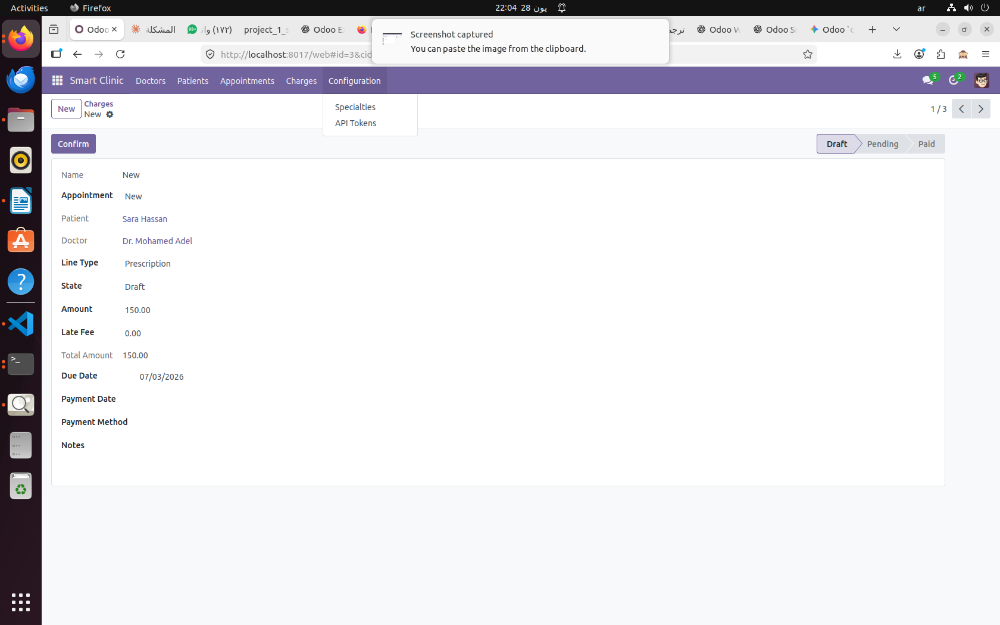 Activities
Firefox
22:04 28 يون
ar
Odoo
المشكلة
99+
(١٧٢) وات
project_1_s
Odoo E
ترجم
Odoo W
Odoo S
Odoo `c
Screenshot captured
You can paste the image from the clipboard.
http://localhost:8017/web#id=3&cid
Smart Clinic
Doctors
Patients
Appointments
Charges
Configuration
5
2
Specialties
API Tokens
New
Charges
New
1 / 3
Confirm
Draft
Pending
Paid
Name New
Appointment New
Patient Sara Hassan
Doctor Dr. Mohamed Adel
Line Type Prescription
State Draft
Amount 150.00
Late Fee 0.00
Total Amount 150.00
Due Date 07/03/2026
Payment Date
Payment Method
Notes